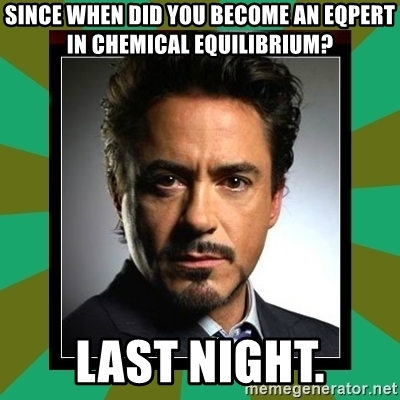 SINCE WHEN DID YOU BECOME AN EQPERT
IN CHEMICAL EQUILIBRIUM?
LAST NIGHT.
memegenerator.net